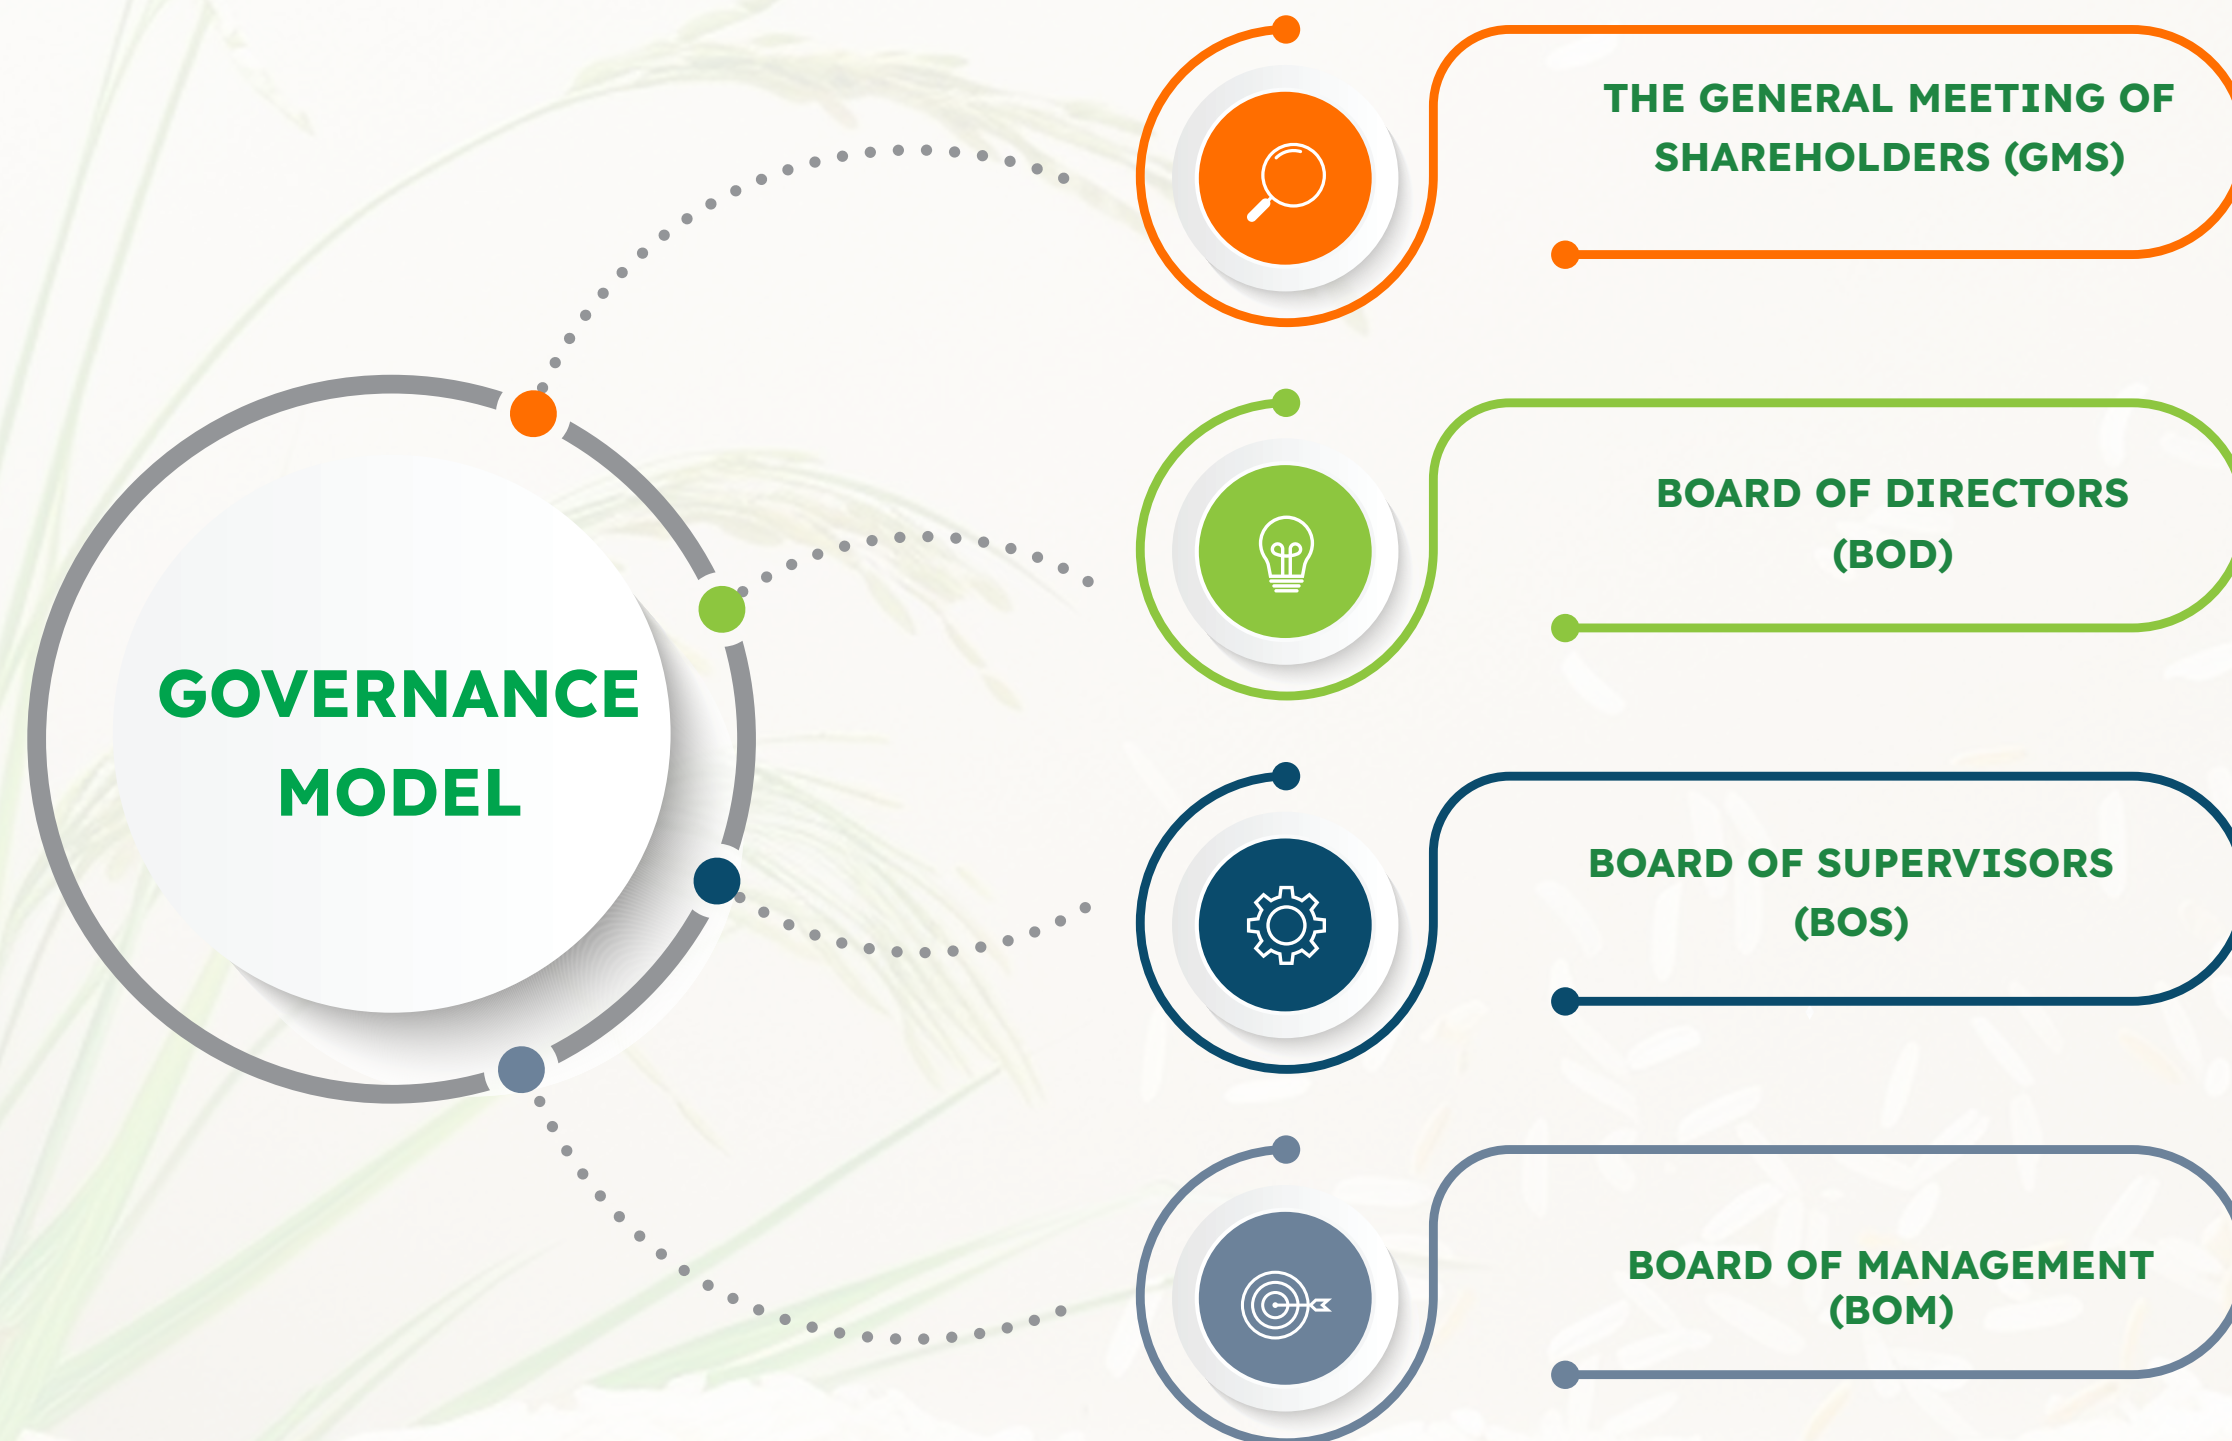 GOVERNANCE
MODEL
THE GENERAL MEETING OF
SHAREHOLDERS (GMS)
BOARD OF DIRECTORS
(BOD)
BOARD OF SUPERVISORS
(BOS)
BOARD OF MANAGEMENT
(BOM)